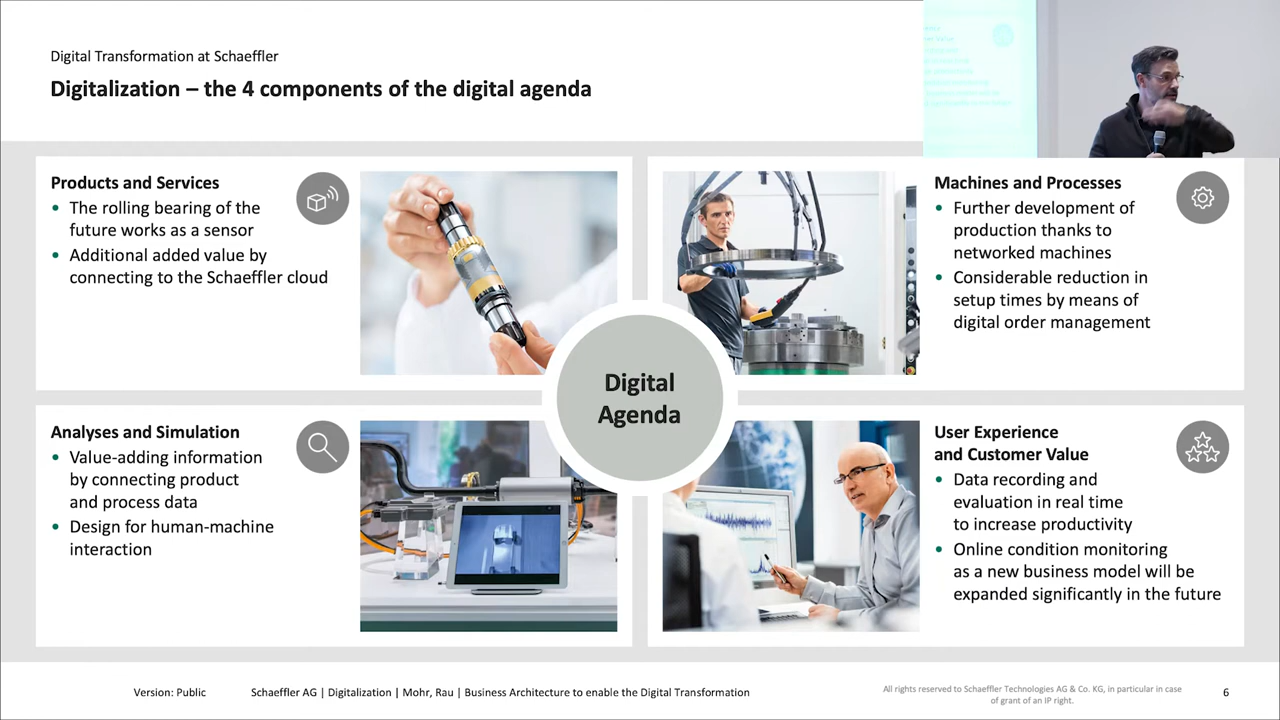 Digital Transformation at Schaeffler
Digitalization – the 4 components of the digital agenda
Products and Services
• The rolling bearing of the
future works as a sensor
• Additional added value by
connecting to the Schaeffler cloud
Machines and Processes
• Further development of
production thanks to
networked machines
• Considerable reduction in
setup times by means of
digital order management
Digital
Agenda
Analyses and Simulation
• Value-adding information
by connecting product
and process data
• Design for human-machine
interaction
User Experience
and Customer Value
• Data recording and
evaluation in real time
to increase productivity
• Online condition monitoring
as a new business model will be
expanded significantly in the future
Version: Public
Schaeffler AG | Digitalization | Mohr, Rau | Business Architecture to enable the Digital Transformation
All rights reserved to Schaeffler Technologies AG & Co. KG, in particular in case
of grant of an IP right.
6